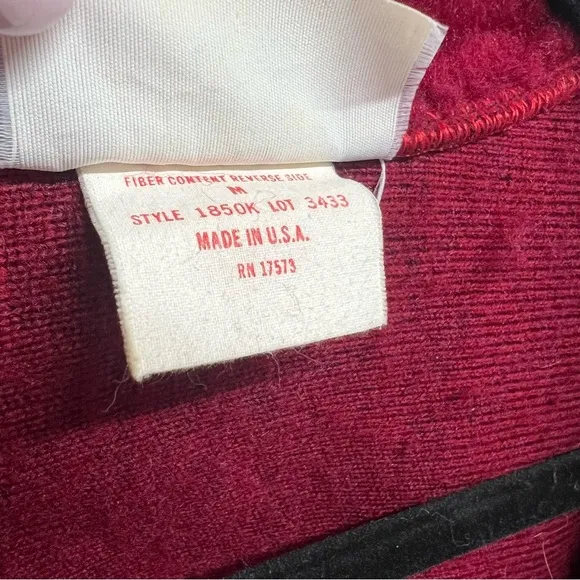 FIBER CONTENT REVERSE SIDE
M
STYLE 1850K LOT 3433
MADE IN U.S.A.
RN 17573